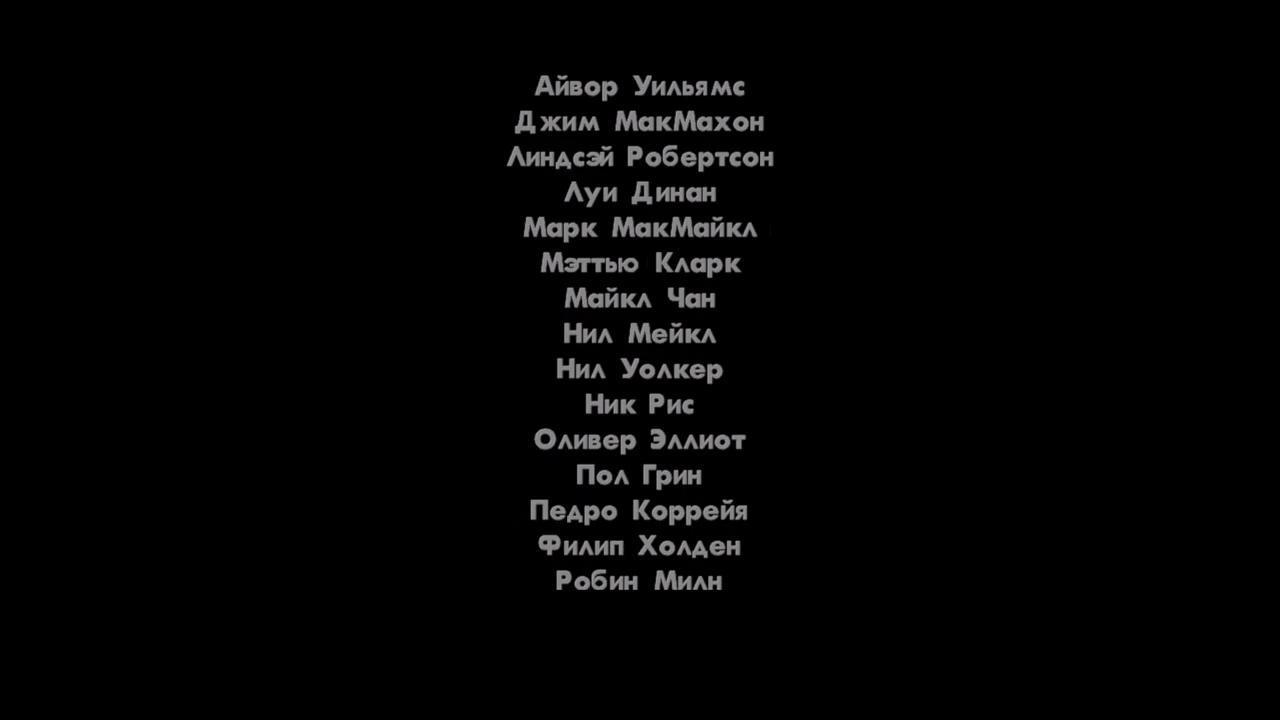 Айвор Уильямс
Джим МакМахон
Линдсэй Робертсон
Луи Динан
Марк МакМайкл
Мэттью Кларк
Майкл Чан
Нил Мейкл
Нил Уолкер
Ник Рис
Оливер Эллиот
Пол Грин
Педро Коррейя
Филип Холден
Робин Милн